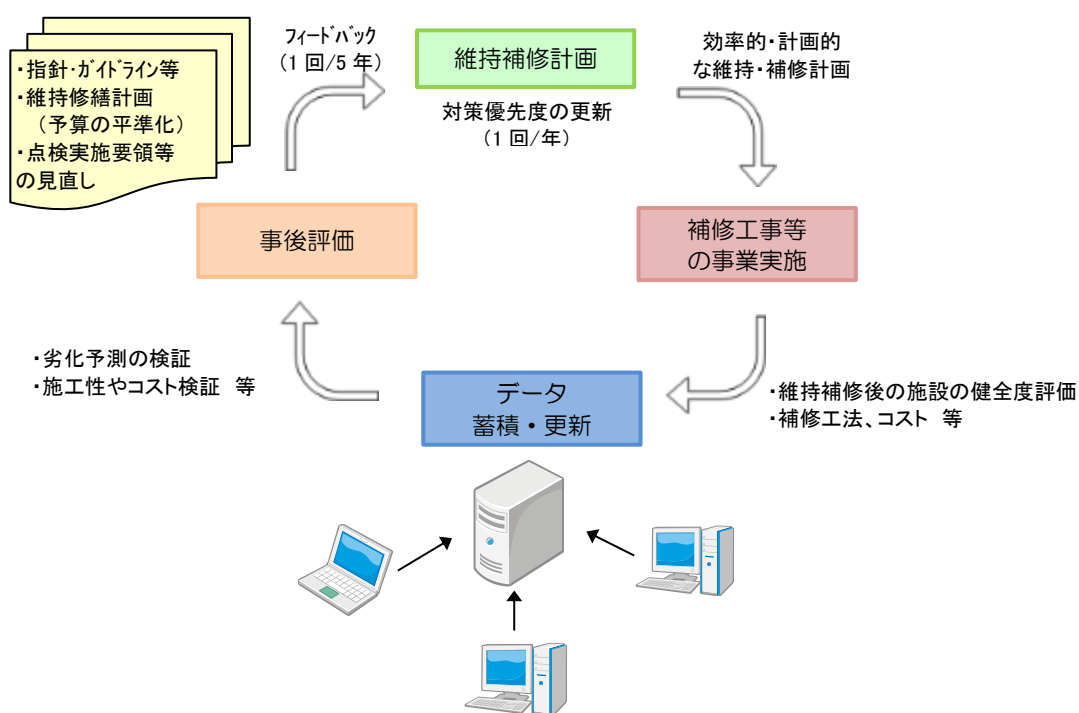 ・指針・ガイドライン等
・維持修繕計画
（予算の平準化）
・点検実施要領等
の見直し
フィードバック
(1回/5年)
維持補修計画
対策優先度の更新
(1回/年)
効率的・計画的
な維持・補修計画
事後評価
補修工事等
の事業実施
・劣化予測の検証
・施工性やコスト検証　等
データ
蓄積・更新
・維持補修後の施設の健全度評価
・補修工法、コスト　等